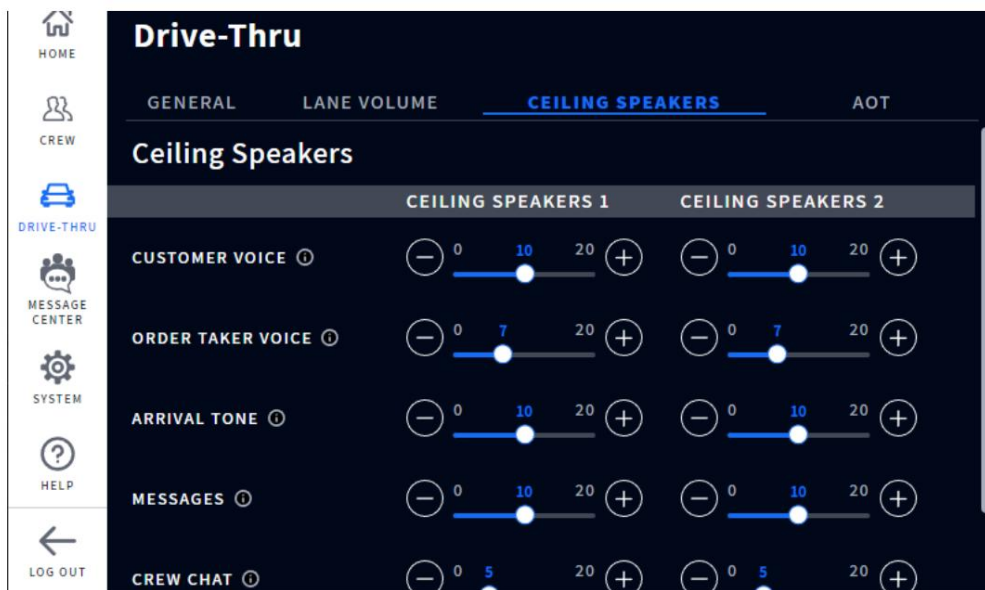 HOME
CREW
DRIVE-THRU
MESSAGE
CENTER
SYSTEM
HELP
LOG OUT
Drive-Thru
GENERAL LANE VOLUME CEILING SPEAKERS AOT
Ceiling Speakers
CEILING SPEAKERS 1 CEILING SPEAKERS 2
CUSTOMER VOICE 0 10 20 0 10 20
ORDER TAKER VOICE 0 7 20 0 7 20
ARRIVAL TONE 0 10 20 0 10 20
MESSAGES 0 10 20 0 10 20
CREW CHAT 0 5 20 0 5 20